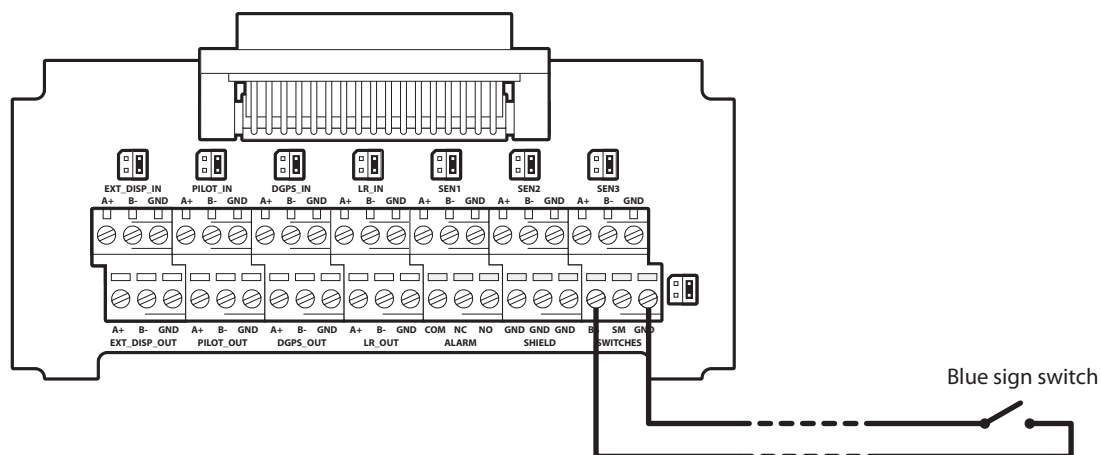 EXT_DISP_IN PILOT_IN DGPS_IN LR_IN SEN1 SEN2 SEN3
A+ B- GND A+ B- GND A+ B- GND A+ B- GND A+ B- GND A+ B- GND A+ B- GND
A+ B- GND A+ B- GND A+ B- GND A+ B- GND COM NC NO GND GND GND BS SM GND
EXT_DISP_OUT PILOT_OUT DGPS_OUT LR_OUT ALARM SHIELD SWITCHES
Blue sign switch